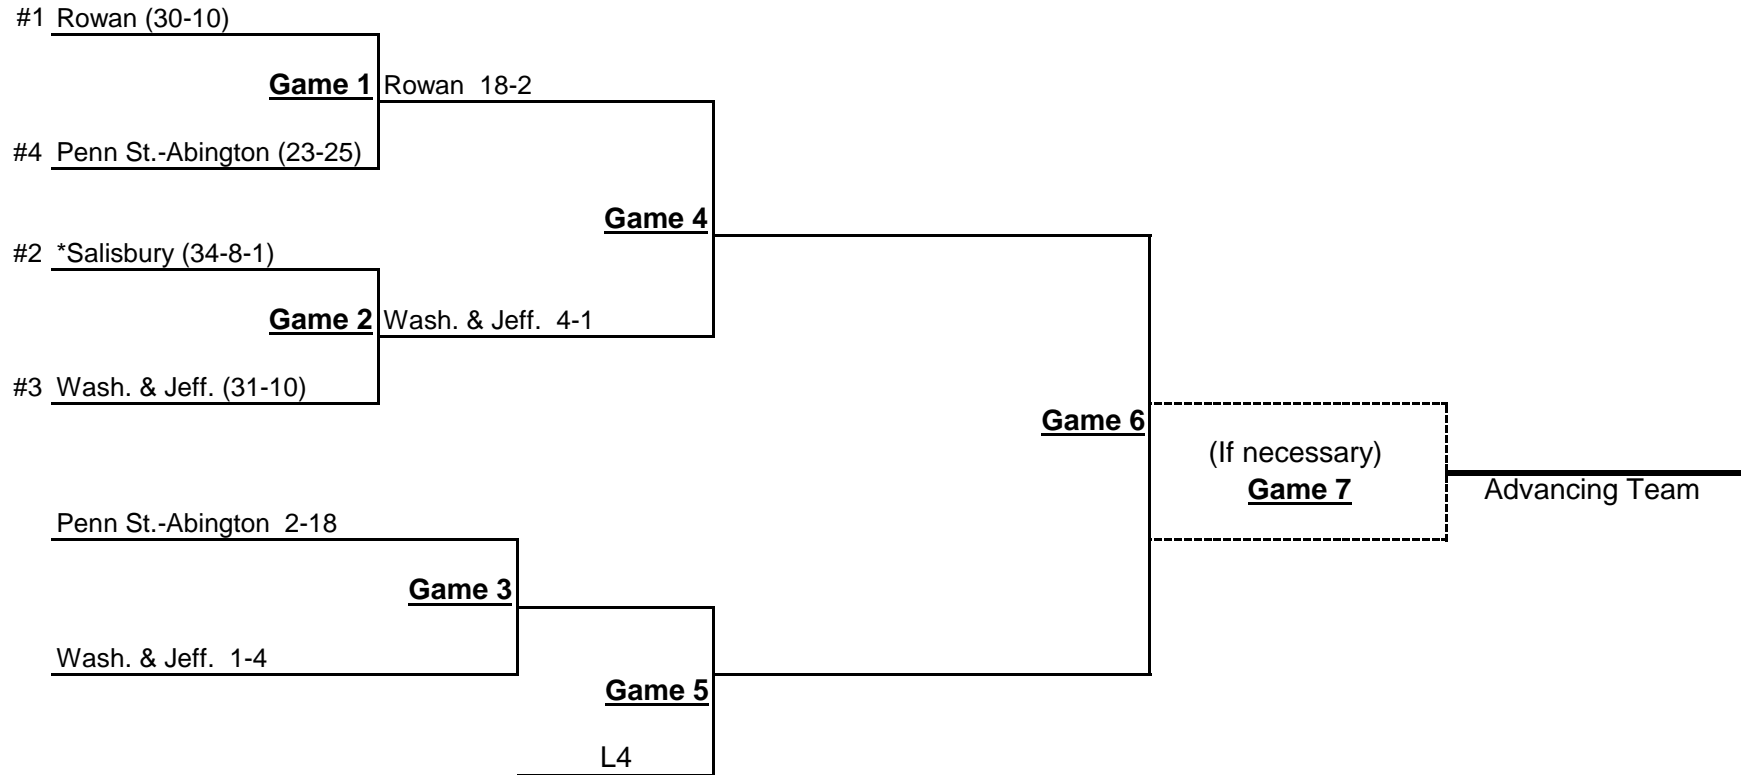 #1 Rowan (30-10)
Game 1 Rowan 18-2
#4 Penn St.-Abington (23-25)
Game 4
#2 *Salisbury (34-8-1)
Game 2 Wash. & Jeff. 4-1
#3 Wash. & Jeff. (31-10)
Game 6
(If necessary)
Game 7
Advancing Team
Penn St.-Abington 2-18
Game 3
Wash. & Jeff. 1-4
Game 5
L4